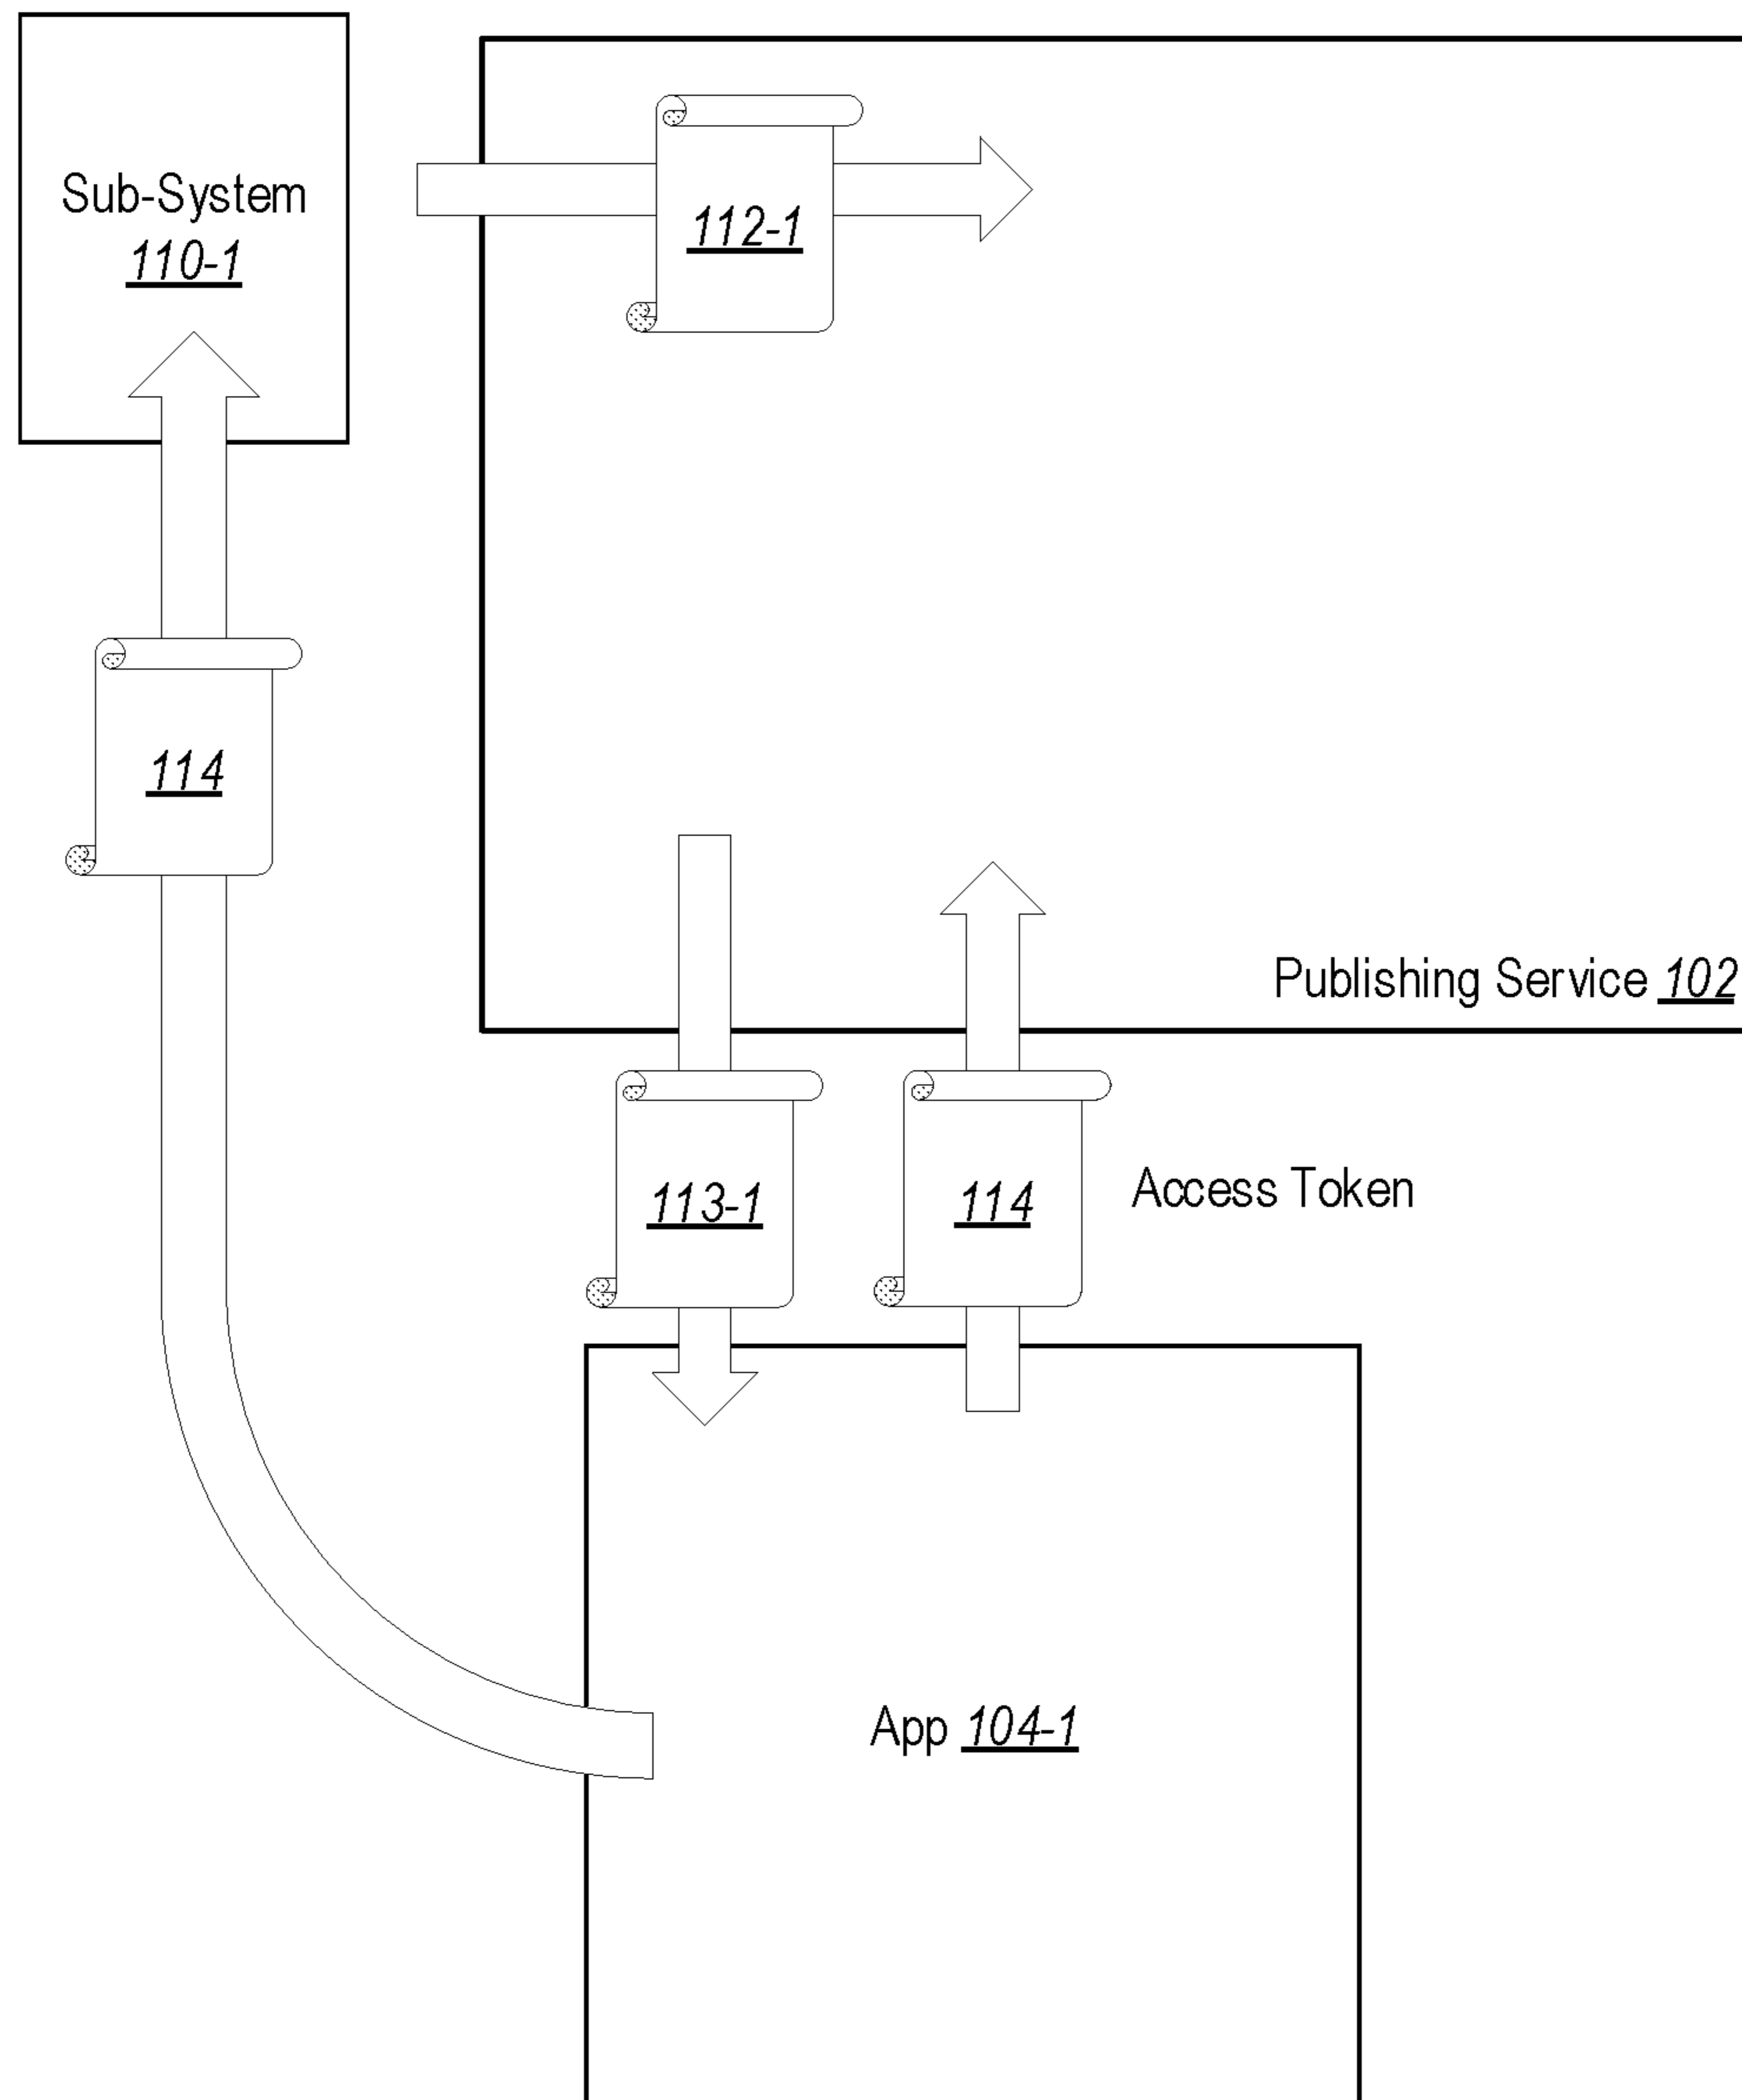 Sub-System
110-1
112-1
114
Publishing Service 102
113-1
114
Access Token
App 104-1